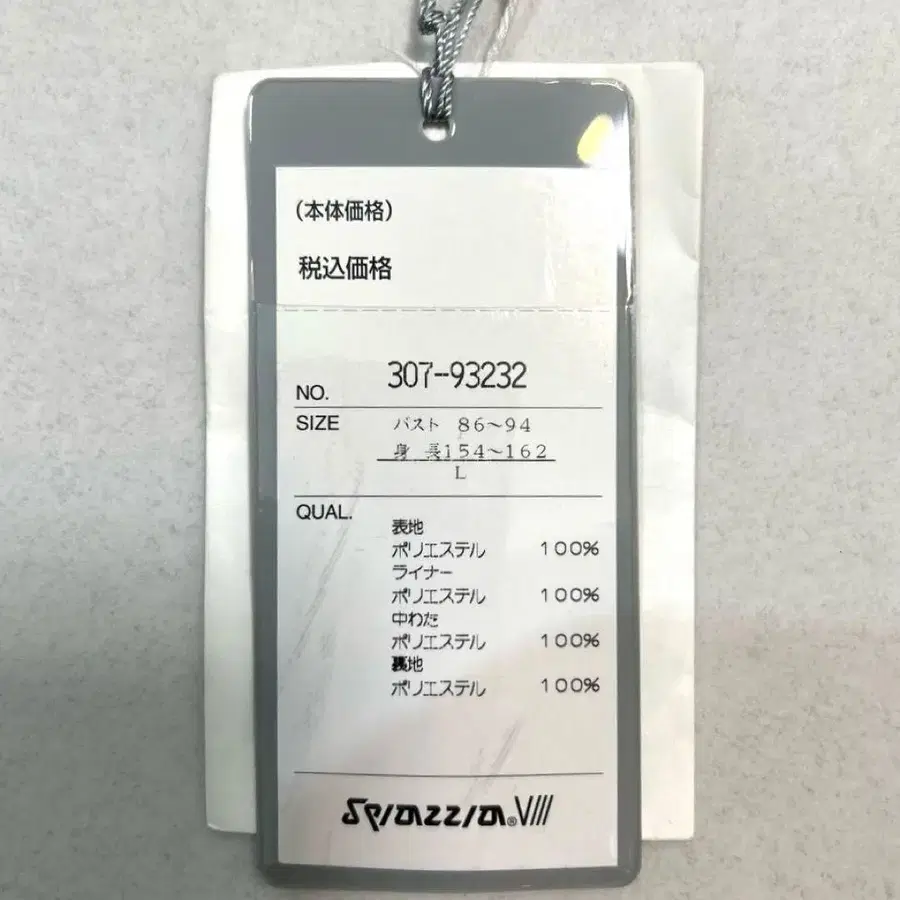 (本体価格)
税込価格
NO. 307-93232
SIZE バスト 86~94
身長154~162
L
QUAL.
表地
ポリエステル 100%
ライナー
ポリエステル 100%
中わた
ポリエステル 100%
裏地
ポリエステル 100%
Spiazzia®VIII